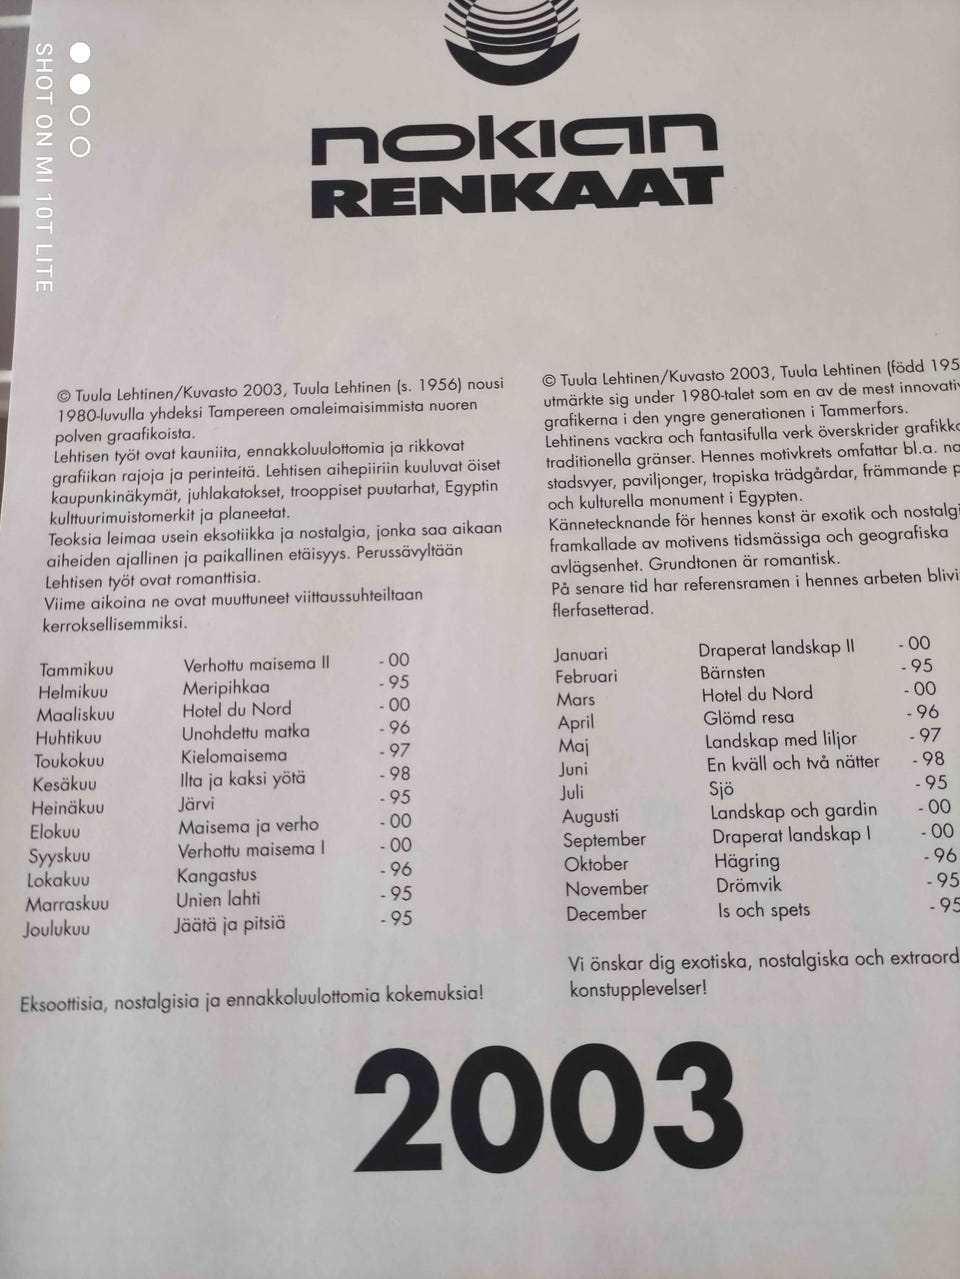 SHOT ON MI 10T LITE
nokian
RENKAAT
© Tuula Lehtinen/Kuvasto 2003, Tuula Lehtinen (s. 1956) nousi
1980-luvulla yhdeksi Tampereen omaleimaisimmista nuoren
polven graafikoista.
Lehtisen työt ovat kauniita, ennakkoluulottomia ja rikkovat
grafiikan rajoja ja perinteitä. Lehtisen aihepiiriin kuuluvat öiset
kaupunkinäkymät, juhlakatokset, trooppiset puutarhat, Egyptin
kulttuurimuistomerkit ja planeetat.
Teoksia leimaa usein eksotiikka ja nostalgia, jonka saa aikaan
aiheiden ajallinen ja paikallinen etäisyys. Perussävyltään
Lehtisen työt ovat romanttisia.
Viime aikoina ne ovat muuttuneet viittaussuhteiltaan
kerroksellisemmiksi.
Tammikuu Verhottu maisema II - 00
Helmikuu Meripihkaa - 95
Maaliskuu Hotel du Nord - 00
Huhtikuu Unohdettu matka - 96
Toukokuu Kielomaisema - 97
Kesäkuu Ilta ja kaksi yötä - 98
Heinäkuu Järvi - 95
Elokuu Maisema ja verho - 00
Syyskuu Verhottu maisema I - 00
Lokakuu Kangastus - 96
Marraskuu Unien lahti - 95
Joulukuu Jäätä ja pitsiä - 95
Eksoottisia, nostalgisia ja ennakkoluulottomia kokemuksia!
© Tuula Lehtinen/Kuvasto 2003, Tuula Lehtinen (född 195
utmärkte sig under 1980-talet som en av de mest innovativ
grafikerna i den yngre generationen i Tammerfors.
Lehtinens vackra och fantasifulla verk överskrider grafikk
traditionella gränser. Hennes motivkrets omfattar bl.a. na
stadsvyer, paviljonger, tropiska trädgårdar, främmande p
och kulturella monument i Egypten.
Kännetecknande för hennes konst är exotik och nostalgi
framkallade av motivens tidsmässiga och geografiska
avlägsenhet. Grundtonen är romantisk.
På senare tid har referensramen i hennes arbeten blivi
flerfasetterad.
Januari Draperat landskap II - 00
Februari Bärnsten - 95
Mars Hotel du Nord - 00
April Glömd resa - 96
Maj Landskap med liljor - 97
Juni En kväll och två nätter - 98
Juli Sjö - 95
Augusti Landskap och gardin - 00
September Draperat landskap I - 00
Oktober Hägring - 96
November Drömvik - 95
December Is och spets - 95
Vi önskar dig exotiska, nostalgiska och extraord
konstupplevelser!
2003